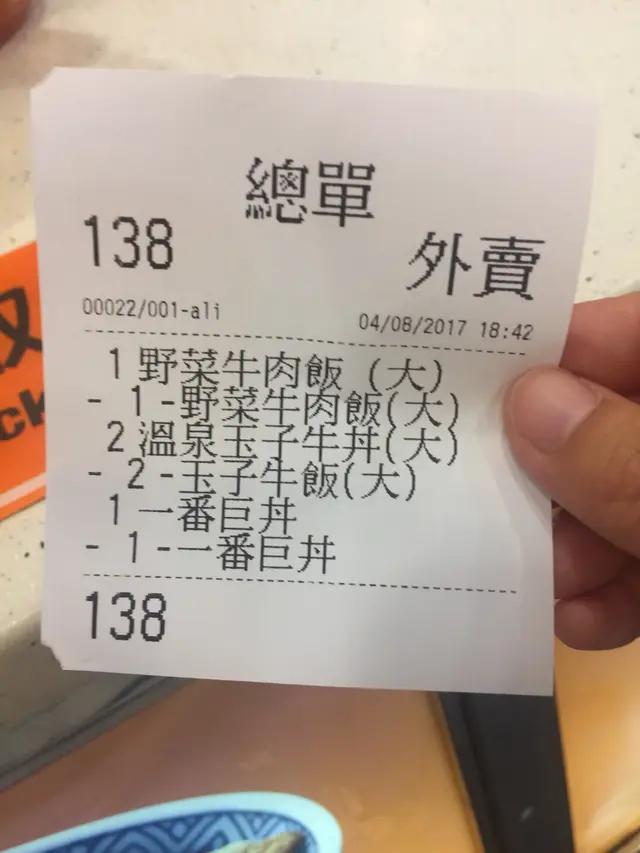 總單
138
外賣
00022/001-ali
04/08/2017 18:42
1 野菜牛肉飯 (大)
- 1 -野菜牛肉飯(大)
2 溫泉玉子牛丼(大)
- 2 -玉子牛飯(大)
1 一番巨丼
- 1 -一番巨丼
138